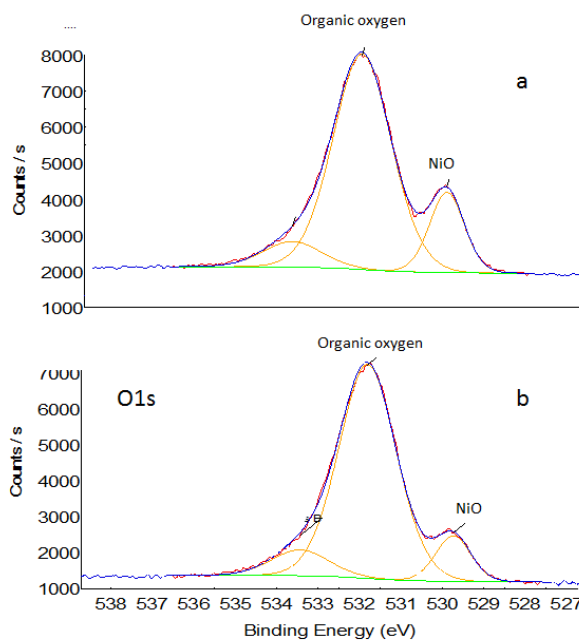 ....
Organic oxygen
8000
a
7000
6000
Counts / s
5000
NiO
4000
3000
2000
1000
Organic oxygen
7000
O1s
b
6000
5000
Counts / s
4000
NiO
3000
2000
1000
538 537 536 535 534 533 532 531 530 529 528 527
Binding Energy (eV)